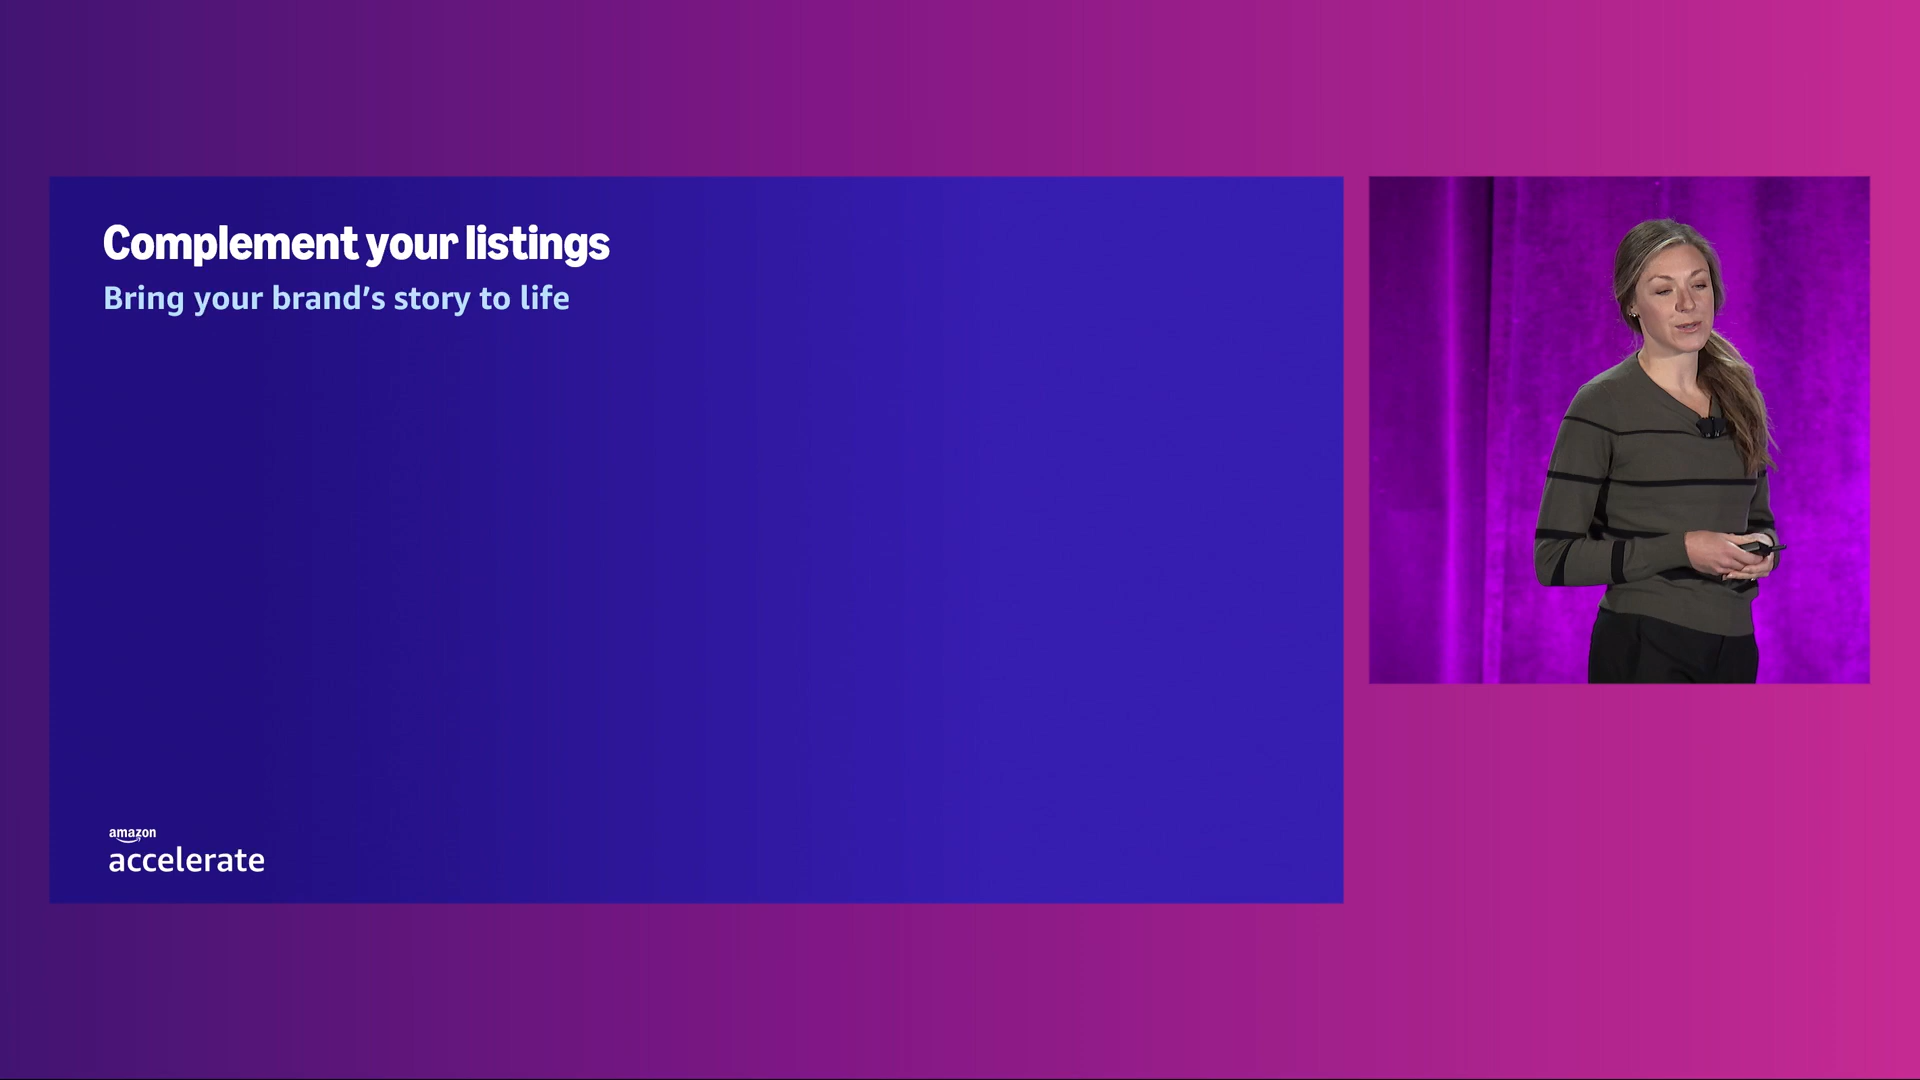 Complement your listings
Bring your brand’s story to life
amazon
accelerate